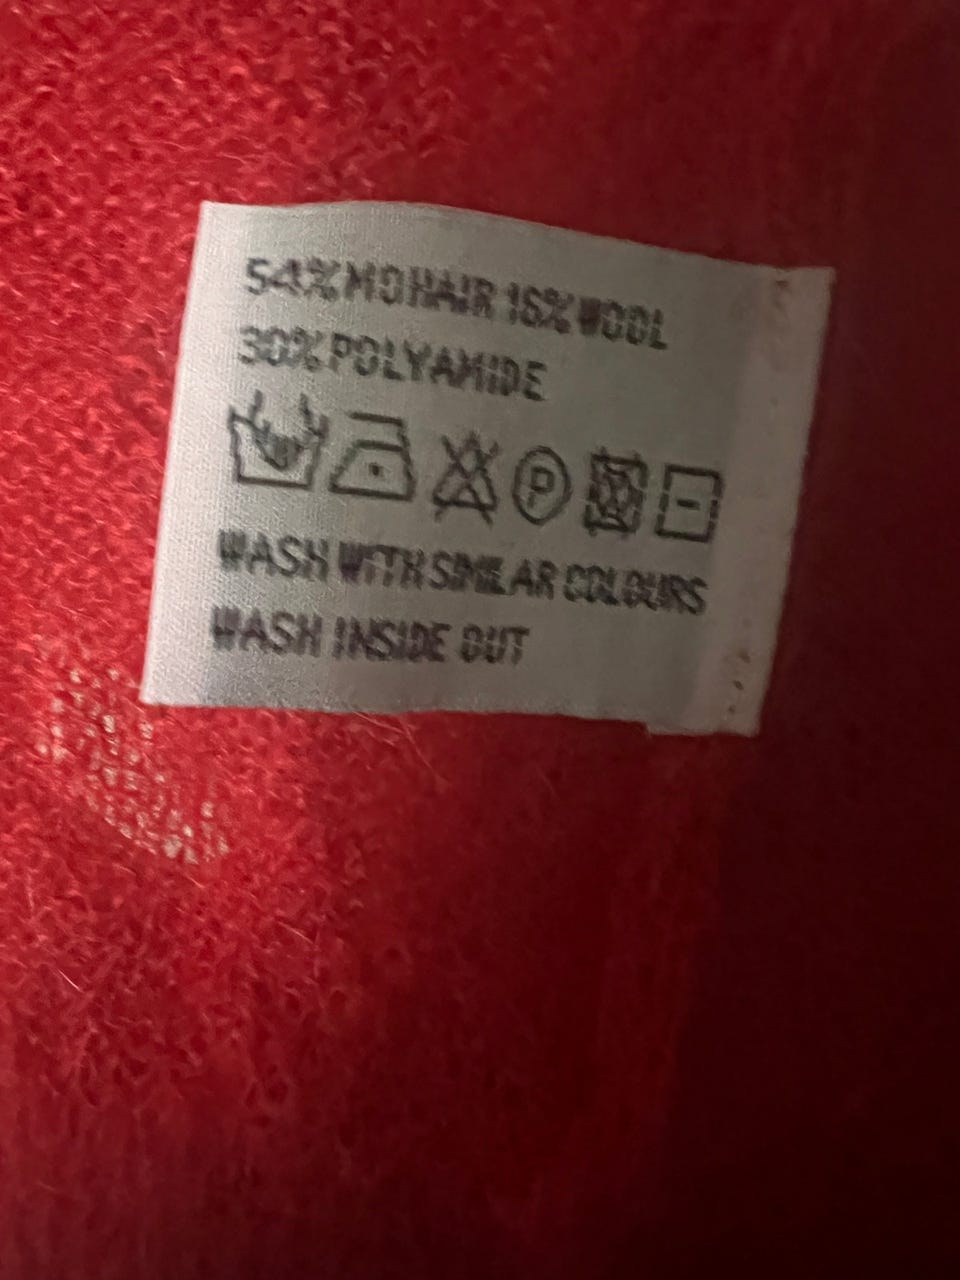 54% MOHAIR 16% WOOL
30% POLYAMIDE
P
WASH WITH SIMILAR COLOURS
WASH INSIDE OUT